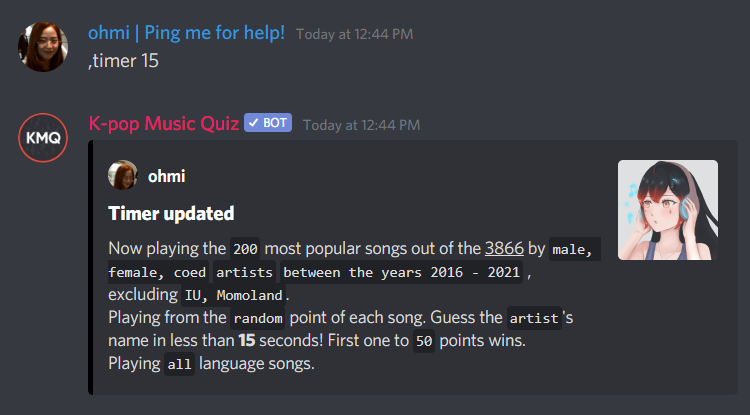 ohmi | Ping me for help! Today at 12:44 PM
,timer 15
KMQ
K-pop Music Quiz ✓ BOT Today at 12:44 PM
ohmi
Timer updated
Now playing the 200 most popular songs out of the 3866 by male,
female, coed artists between the years 2016 - 2021 ,
excluding IU, Momoland.
Playing from the random point of each song. Guess the artist's
name in less than 15 seconds! First one to 50 points wins.
Playing all language songs.